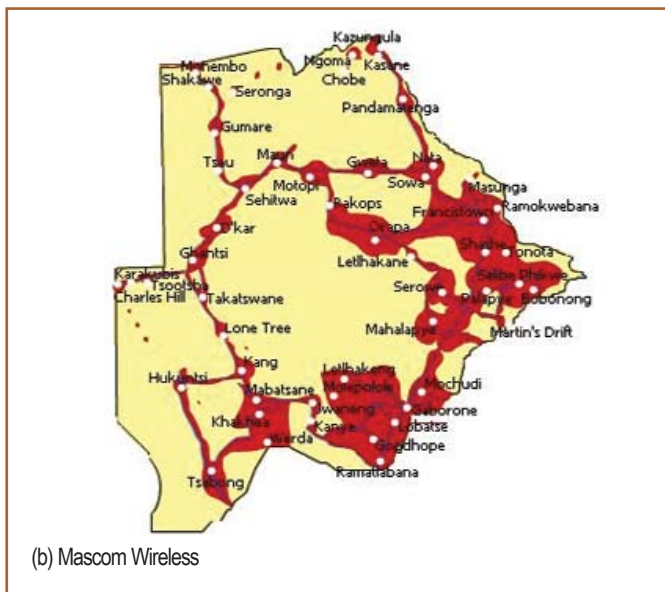 Kazungula
Ngoma
Kasane
Mohembo
Chobe
Shakawe
Seronga
Pandamatenga
Gumare
Maun
Gweta
Nata
Tsau
Motopi
Sowa
Masunga
Sehitwa
Rakops
Francistown
Ramokwebana
D'kar
Orapa
Shashe
Tonota
Ghantsi
Letlhakane
Karakubis
Tsootsha
Selibe Phikwe
Charles Hill
Takatswane
Serowe
Palapye
Bobonong
Lone Tree
Mahalapye
Martin's Drift
Kang
Letlhakeng
Hukuntsi
Mabatsane
Molepolole
Mochudi
Jwaneng
Gaborone
Khakhea
Kanye
Lobatse
Werda
Goodhope
Ramatlabana
Tsabong
(b) Mascom Wireless